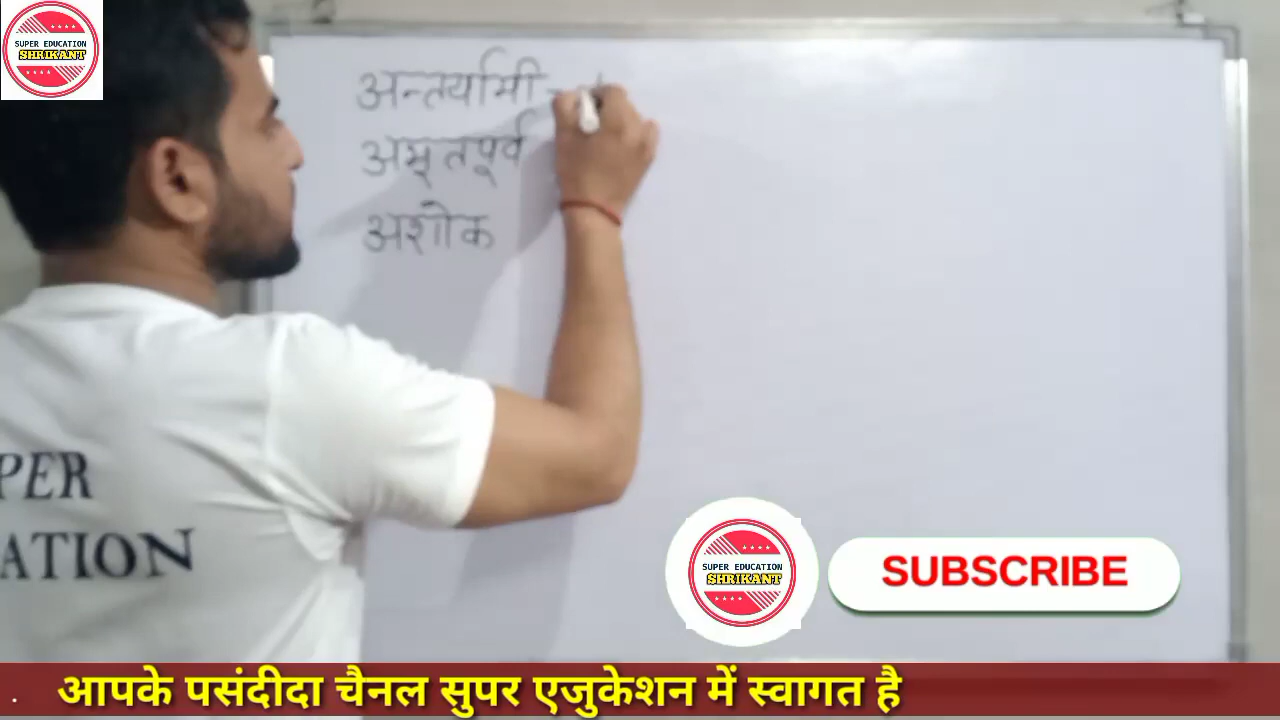 SUPER EDUCATION
SHRIKANT
अन्तर्यामी -
अभूतपूर्व
अशोक
PER
ATION
SUPER EDUCATION
SHRIKANT
SUBSCRIBE
. आपके पसंदीदा चैनल सुपर एजुकेशन में स्वागत है